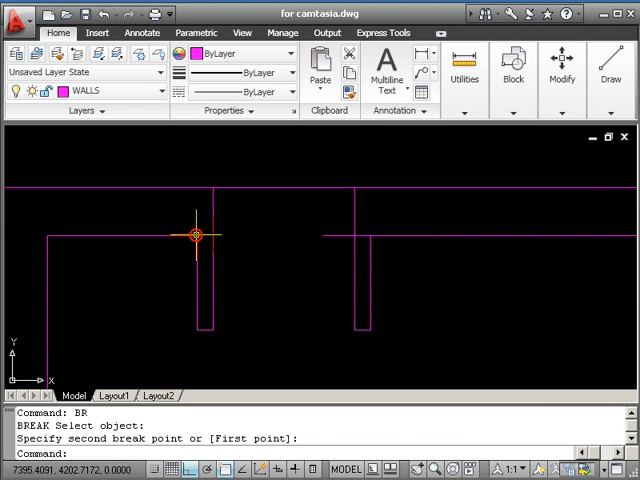 for camtasia.dwg
Home Insert Annotate Parametric View Manage Output Express Tools
Unsaved Layer State
WALLS
Layers
ByLayer
ByLayer
ByLayer
Properties
Paste
Clipboard
Multiline
Text
Annotation
Utilities
Block
Modify
Draw
Y
X
Model Layout1 Layout2
Command: BR
BREAK Select object:
Specify second break point or [First point]:
Command:
7395.4091, 4202.7172, 0.0000
MODEL
1:1